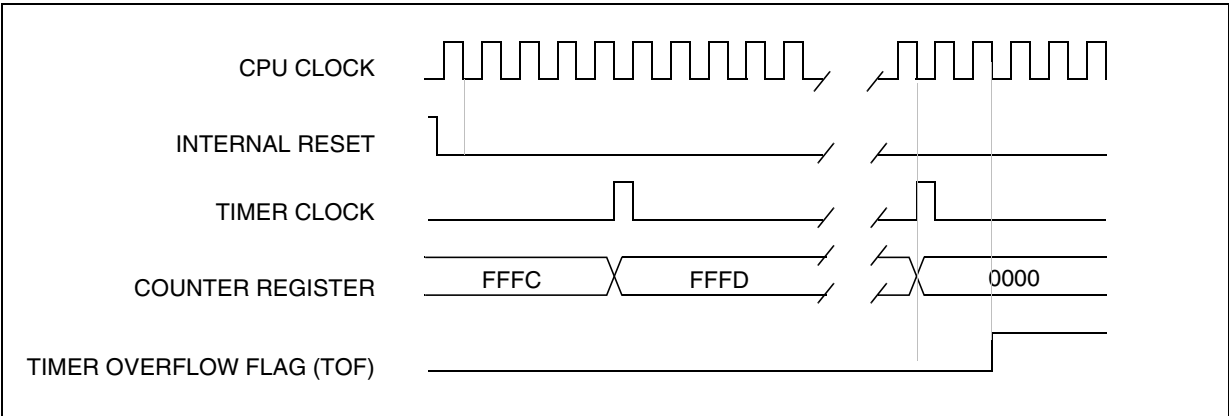 CPU CLOCK
INTERNAL RESET
TIMER CLOCK
COUNTER REGISTER FFFC FFFD 0000
TIMER OVERFLOW FLAG (TOF)